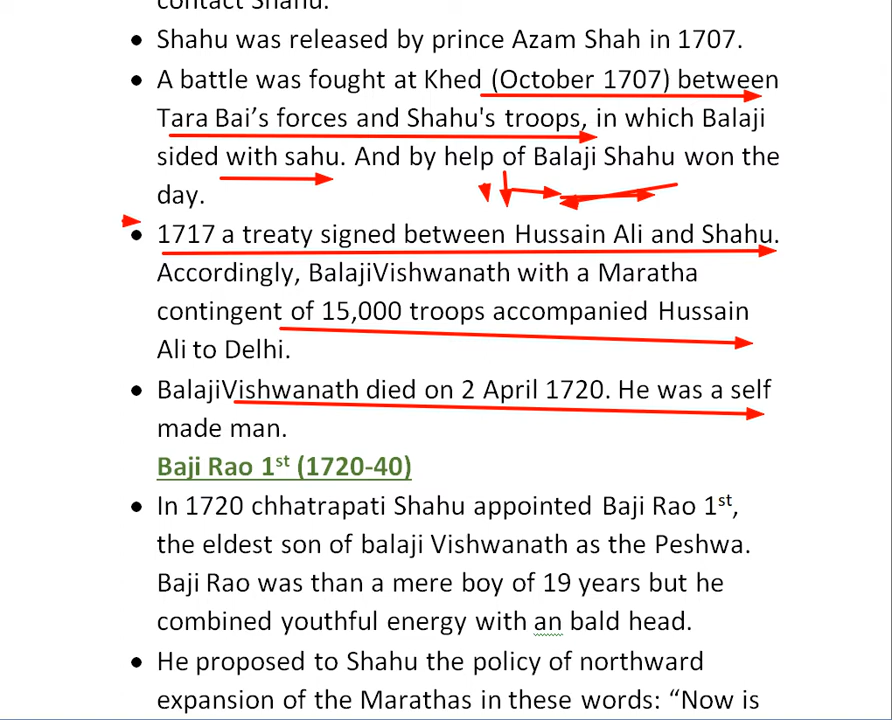 contact Shahu.
• Shahu was released by prince Azam Shah in 1707.
• A battle was fought at Khed (October 1707) between
Tara Bai’s forces and Shahu's troops, in which Balaji
sided with sahu. And by help of Balaji Shahu won the
day.
• 1717 a treaty signed between Hussain Ali and Shahu.
Accordingly, BalajiVishwanath with a Maratha
contingent of 15,000 troops accompanied Hussain
Ali to Delhi.
• BalajiVishwanath died on 2 April 1720. He was a self
made man.
Baji Rao 1st (1720-40)
• In 1720 chhatrapati Shahu appointed Baji Rao 1st,
the eldest son of balaji Vishwanath as the Peshwa.
Baji Rao was than a mere boy of 19 years but he
combined youthful energy with an bald head.
• He proposed to Shahu the policy of northward
expansion of the Marathas in these words: “Now is